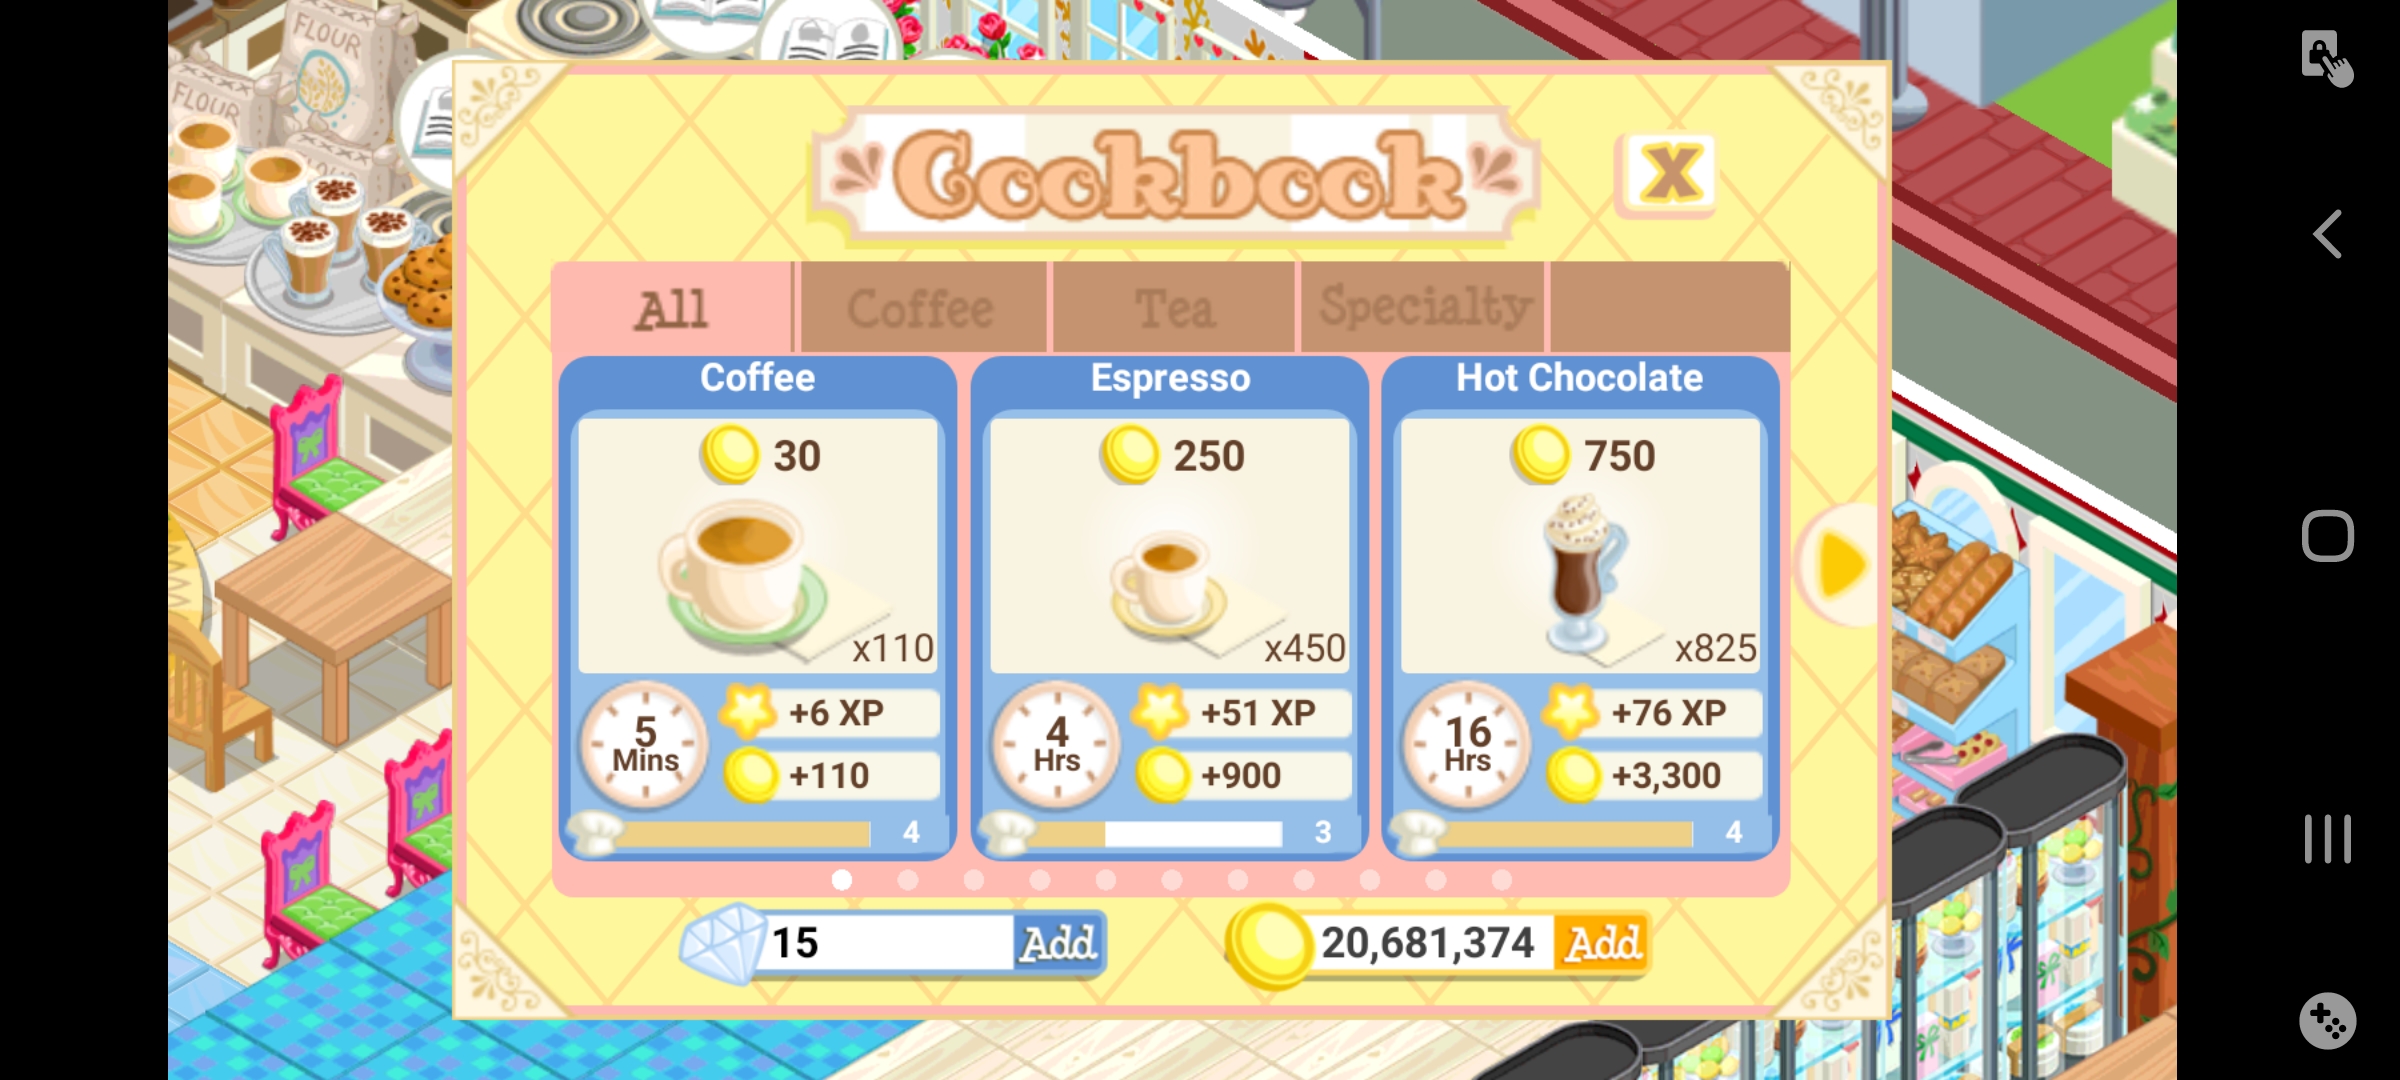 FLOUR
FLOUR
Cookbook
X
All
Coffee
Tea
Specialty
Coffee
Espresso
Hot Chocolate
30
250
750
x110
x450
x825
5
Mins
+6 XP
+110
4
Hrs
+51 XP
+900
16
Hrs
+76 XP
+3,300
4
3
4
15
Add
20,681,374
Add